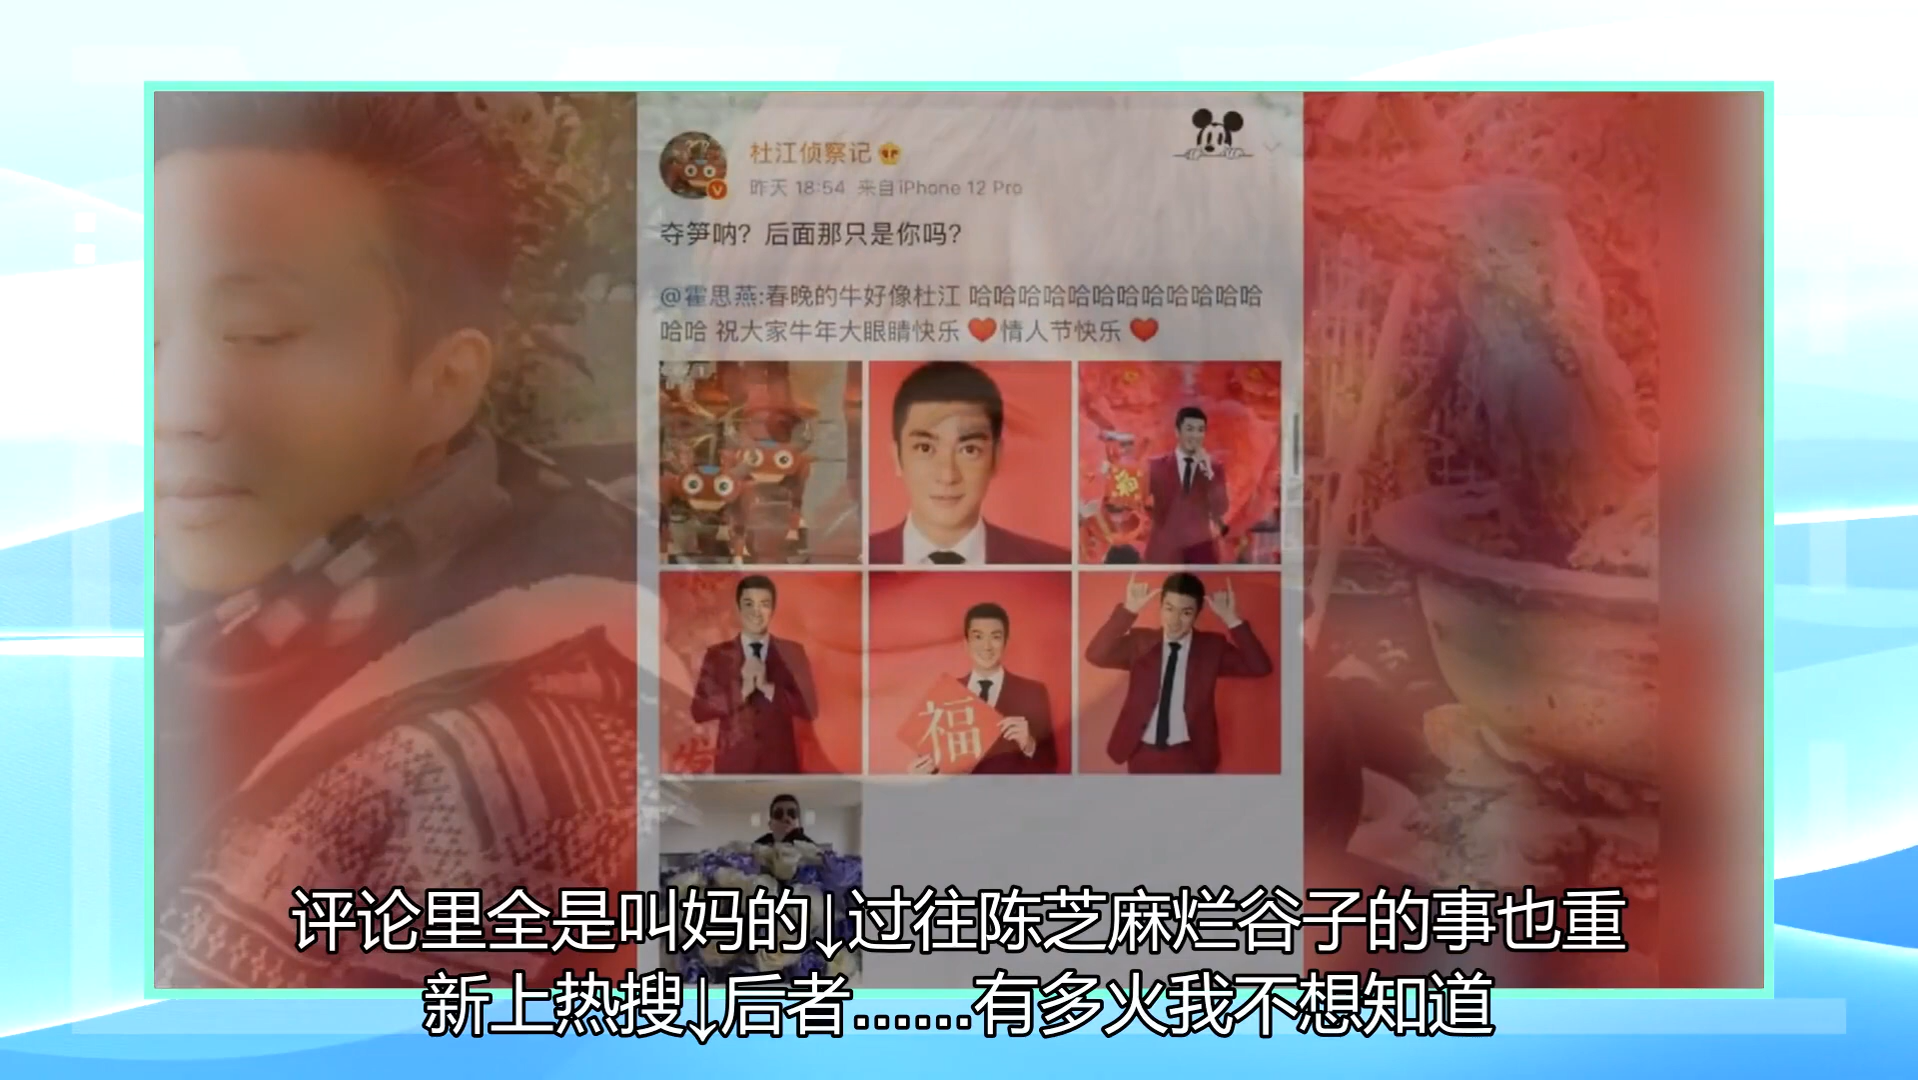 杜江侦察记
昨天 18:54 来自iPhone 12 Pro
夺笋呐？后面那只是你吗？
@霍思燕:春晚的牛好像杜江 哈哈哈哈哈哈哈哈哈哈哈哈
哈哈 祝大家牛年大眼睛快乐 ❤️情人节快乐 ❤️
福
评论里全是叫妈的↓过往陈芝麻烂谷子的事也重
新上热搜↓后者……有多火我不想知道